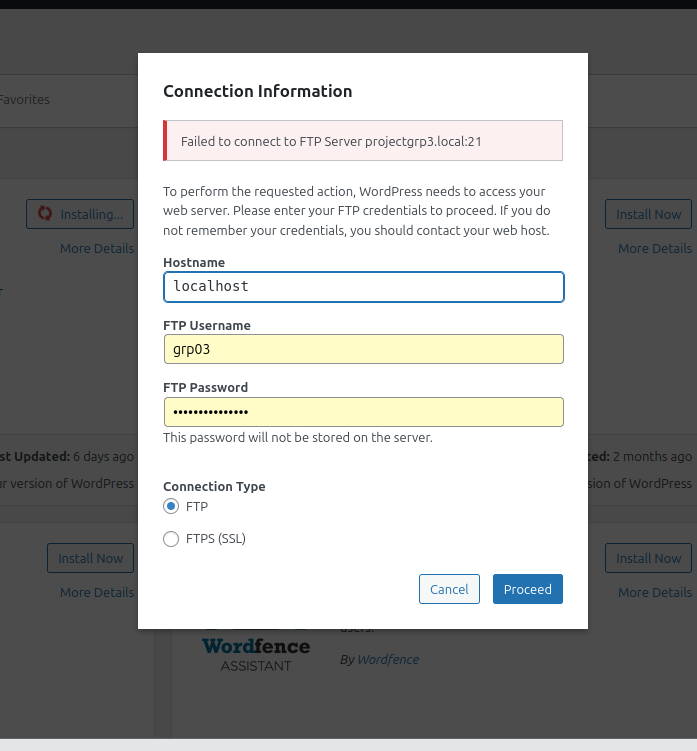 Connection Information
Failed to connect to FTP Server projectgrp3.local:21
To perform the requested action, WordPress needs to access your
web server. Please enter your FTP credentials to proceed. If you do
not remember your credentials, you should contact your web host.
Hostname
localhost
FTP Username
grp03
FTP Password
•••••••••••••••
This password will not be stored on the server.
Connection Type
FTP
FTPS (SSL)
Cancel
Proceed
Favorites
Installing...
More Details
Install Now
More Details
Updated: 6 days ago
version of WordPress
2 months ago
of WordPress
Install Now
More Details
Install Now
More Details
users.
Wordfence
ASSISTANT
By Wordfence